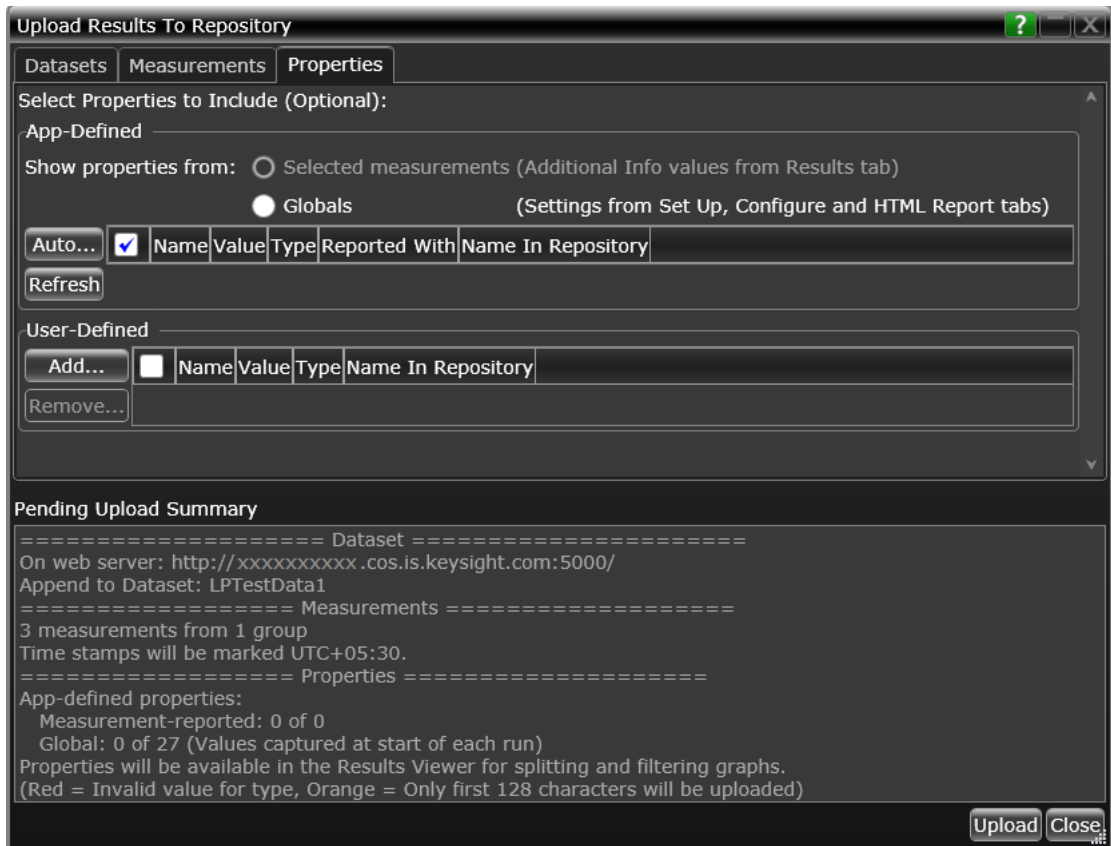 Upload Results To Repository
?
X
Datasets Measurements Properties
Select Properties to Include (Optional):
App-Defined
Show properties from: Selected measurements (Additional Info values from Results tab)
Globals (Settings from Set Up, Configure and HTML Report tabs)
Auto... Name Value Type Reported With Name In Repository
Refresh
User-Defined
Add... Name Value Type Name In Repository
Remove...
Pending Upload Summary
==================== Dataset ======================
On web server: http://xxxxxxxxxx.cos.is.keysight.com:5000/
Append to Dataset: LPTestData1
================== Measurements ===================
3 measurements from 1 group
Time stamps will be marked UTC+05:30.
================== Properties ====================
App-defined properties:
Measurement-reported: 0 of 0
Global: 0 of 27 (Values captured at start of each run)
Properties will be available in the Results Viewer for splitting and filtering graphs.
(Red = Invalid value for type, Orange = Only first 128 characters will be uploaded)
Upload Close